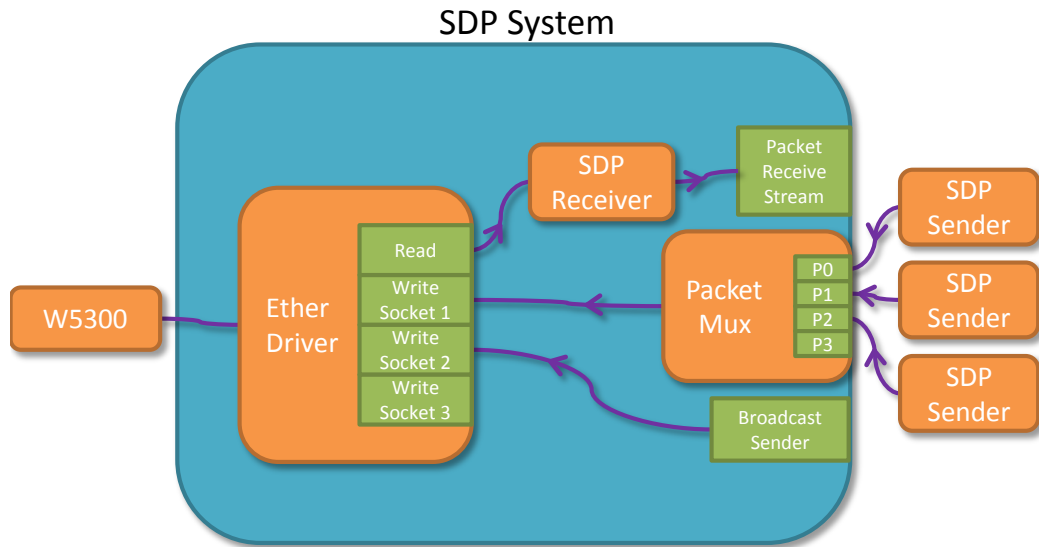 SDP System
Packet
Receive
Stream
SDP
Receiver
SDP
Sender
Read
Write
Socket 1
Write
Socket 2
Write
Socket 3
Ether
Driver
W5300
Packet
Mux
P0
P1
P2
P3
SDP
Sender
SDP
Sender
Broadcast
Sender